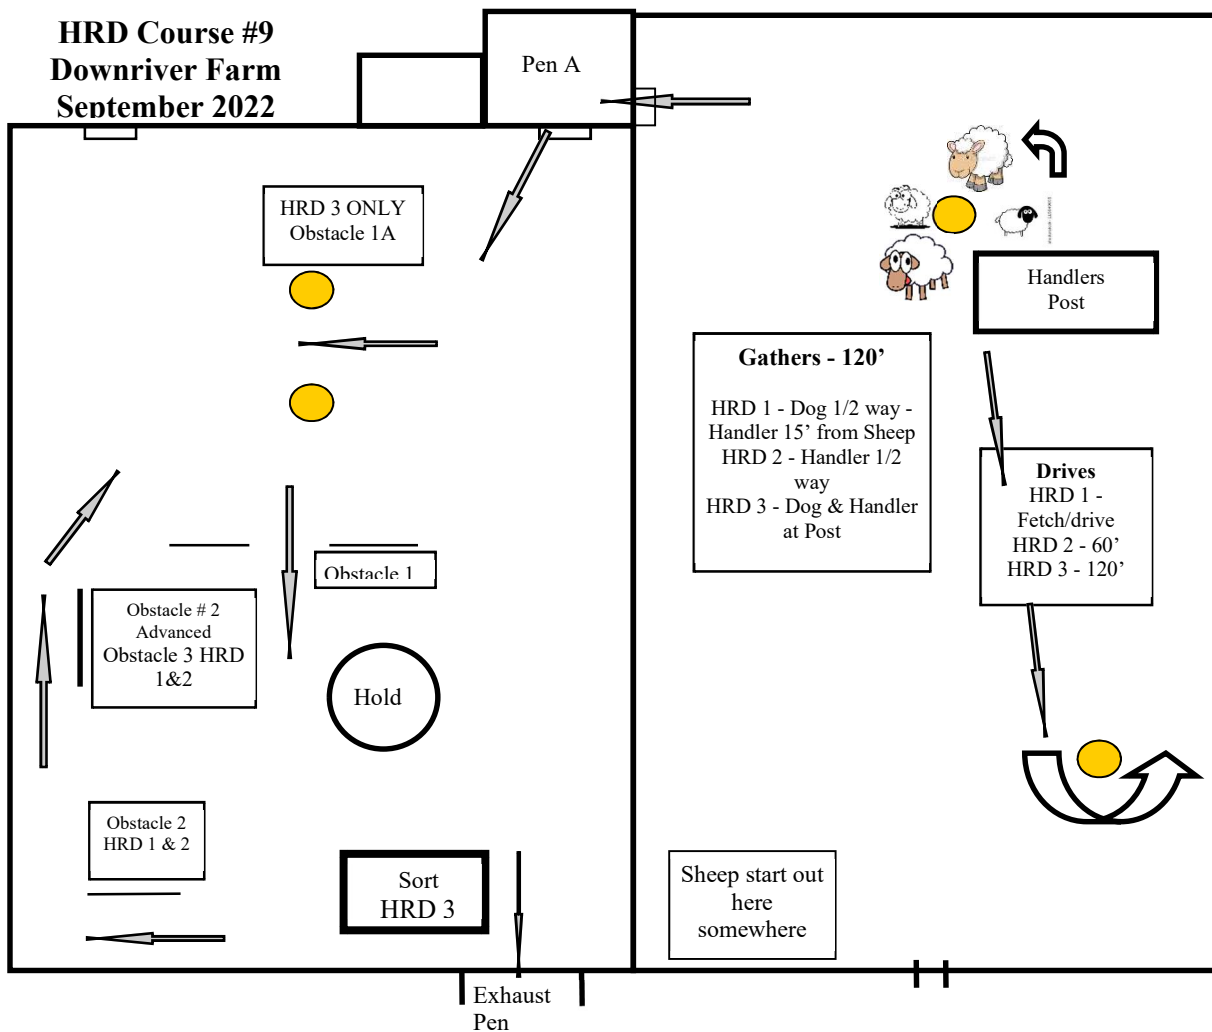 HRD Course #9
Downriver Farm
September 2022
Pen A
HRD 3 ONLY
Obstacle 1A
Handlers
Post
Gathers - 120’
HRD 1 - Dog 1/2 way -
Handler 15’ from Sheep
HRD 2 - Handler 1/2
way
HRD 3 - Dog & Handler
at Post
Drives
HRD 1 -
Fetch/drive
HRD 2 - 60’
HRD 3 - 120’
Obstacle 1
Obstacle # 2
Advanced
Obstacle 3 HRD
1&2
Hold
Obstacle 2
HRD 1 & 2
Sort
HRD 3
Sheep start out
here
somewhere
Exhaust
Pen